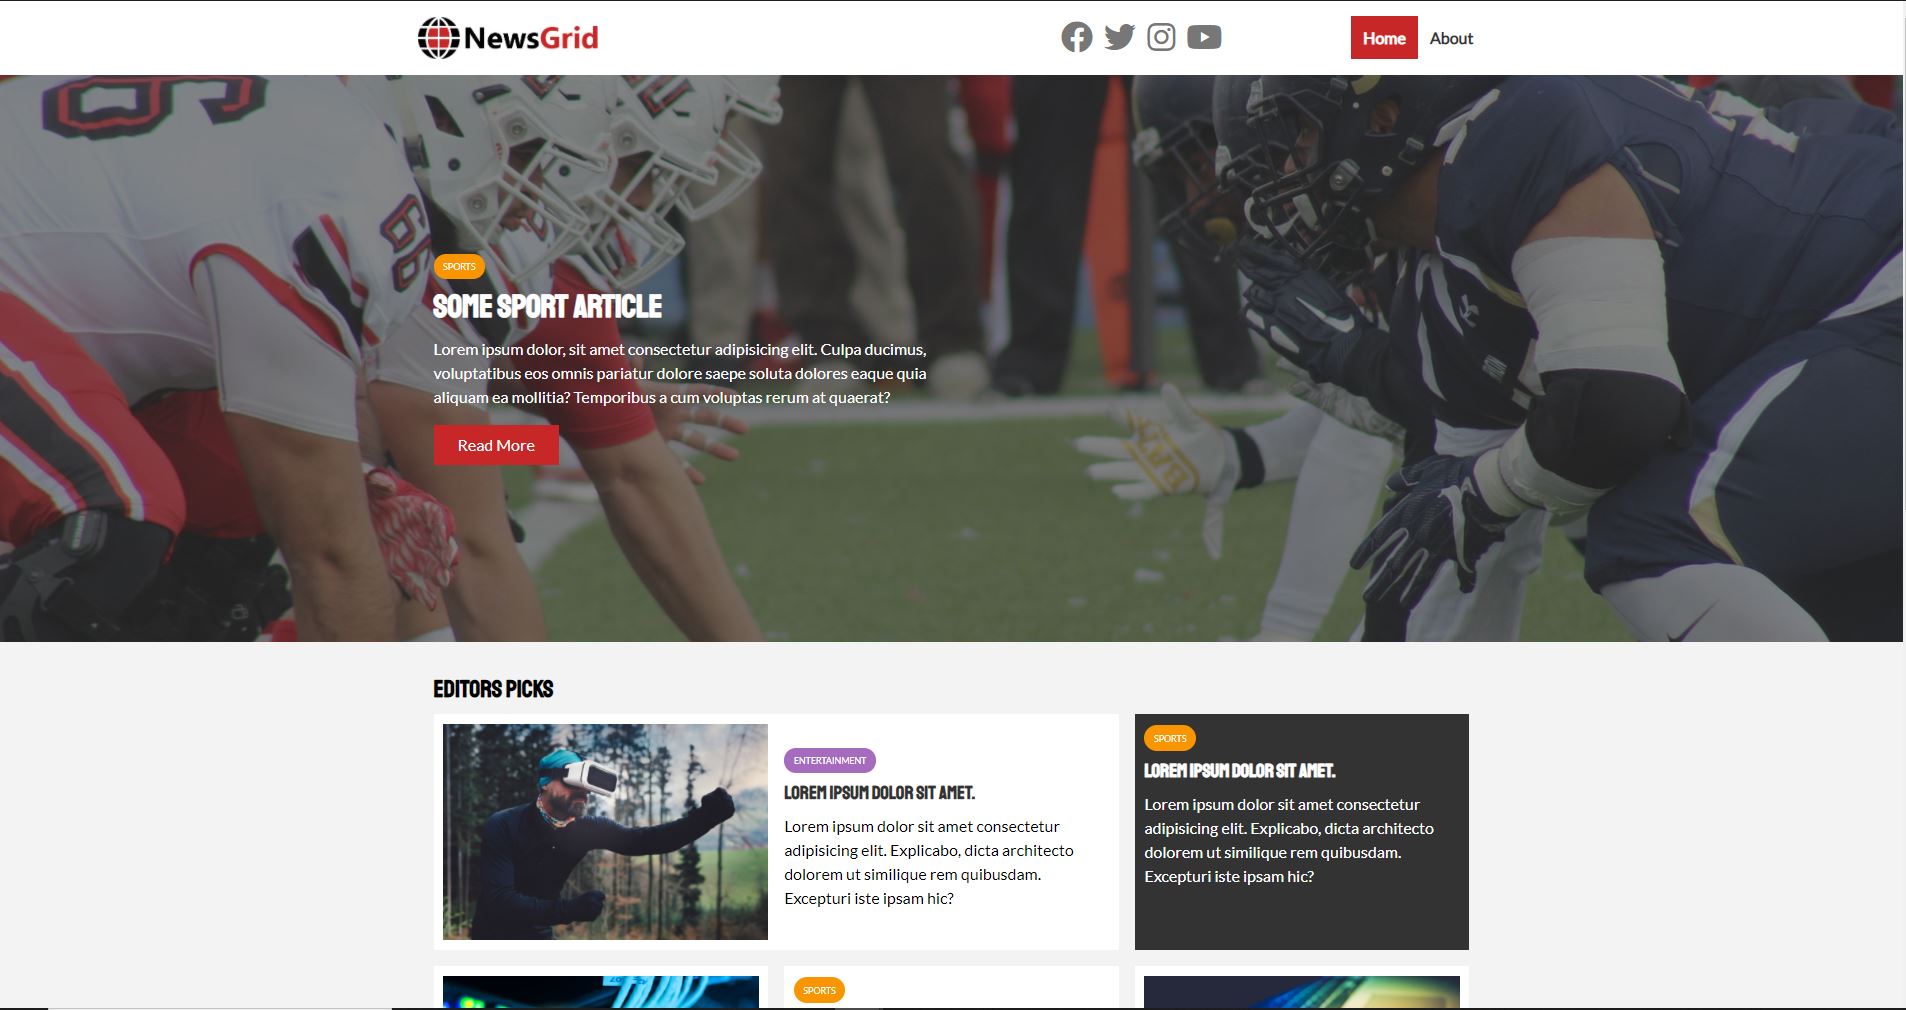 NewsGrid
Home
About
SPORTS
SOME SPORT ARTICLE
Lorem ipsum dolor, sit amet consectetur adipisicing elit. Culpa ducimus,
voluptatibus eos omnis pariatur dolore saepe soluta dolores eaque quia
aliquam ea mollitia? Temporibus a cum voluptas rerum at quaerat?
Read More
EDITORS PICKS
ENTERTAINMENT
LOREM IPSUM DOLOR SIT AMET.
Lorem ipsum dolor sit amet consectetur
adipisicing elit. Explicabo, dicta architecto
dolorem ut similique rem quibusdam.
Excepturi iste ipsam hic?
SPORTS
LOREM IPSUM DOLOR SIT AMET.
Lorem ipsum dolor sit amet consectetur
adipisicing elit. Explicabo, dicta architecto
dolorem ut similique rem quibusdam.
Excepturi iste ipsam hic?
SPORTS